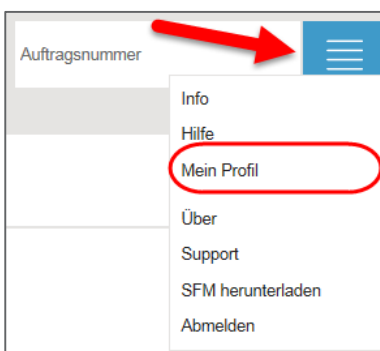 Auftragsnummer
Info
Hilfe
Mein Profil
Über
Support
SFM herunterladen
Abmelden